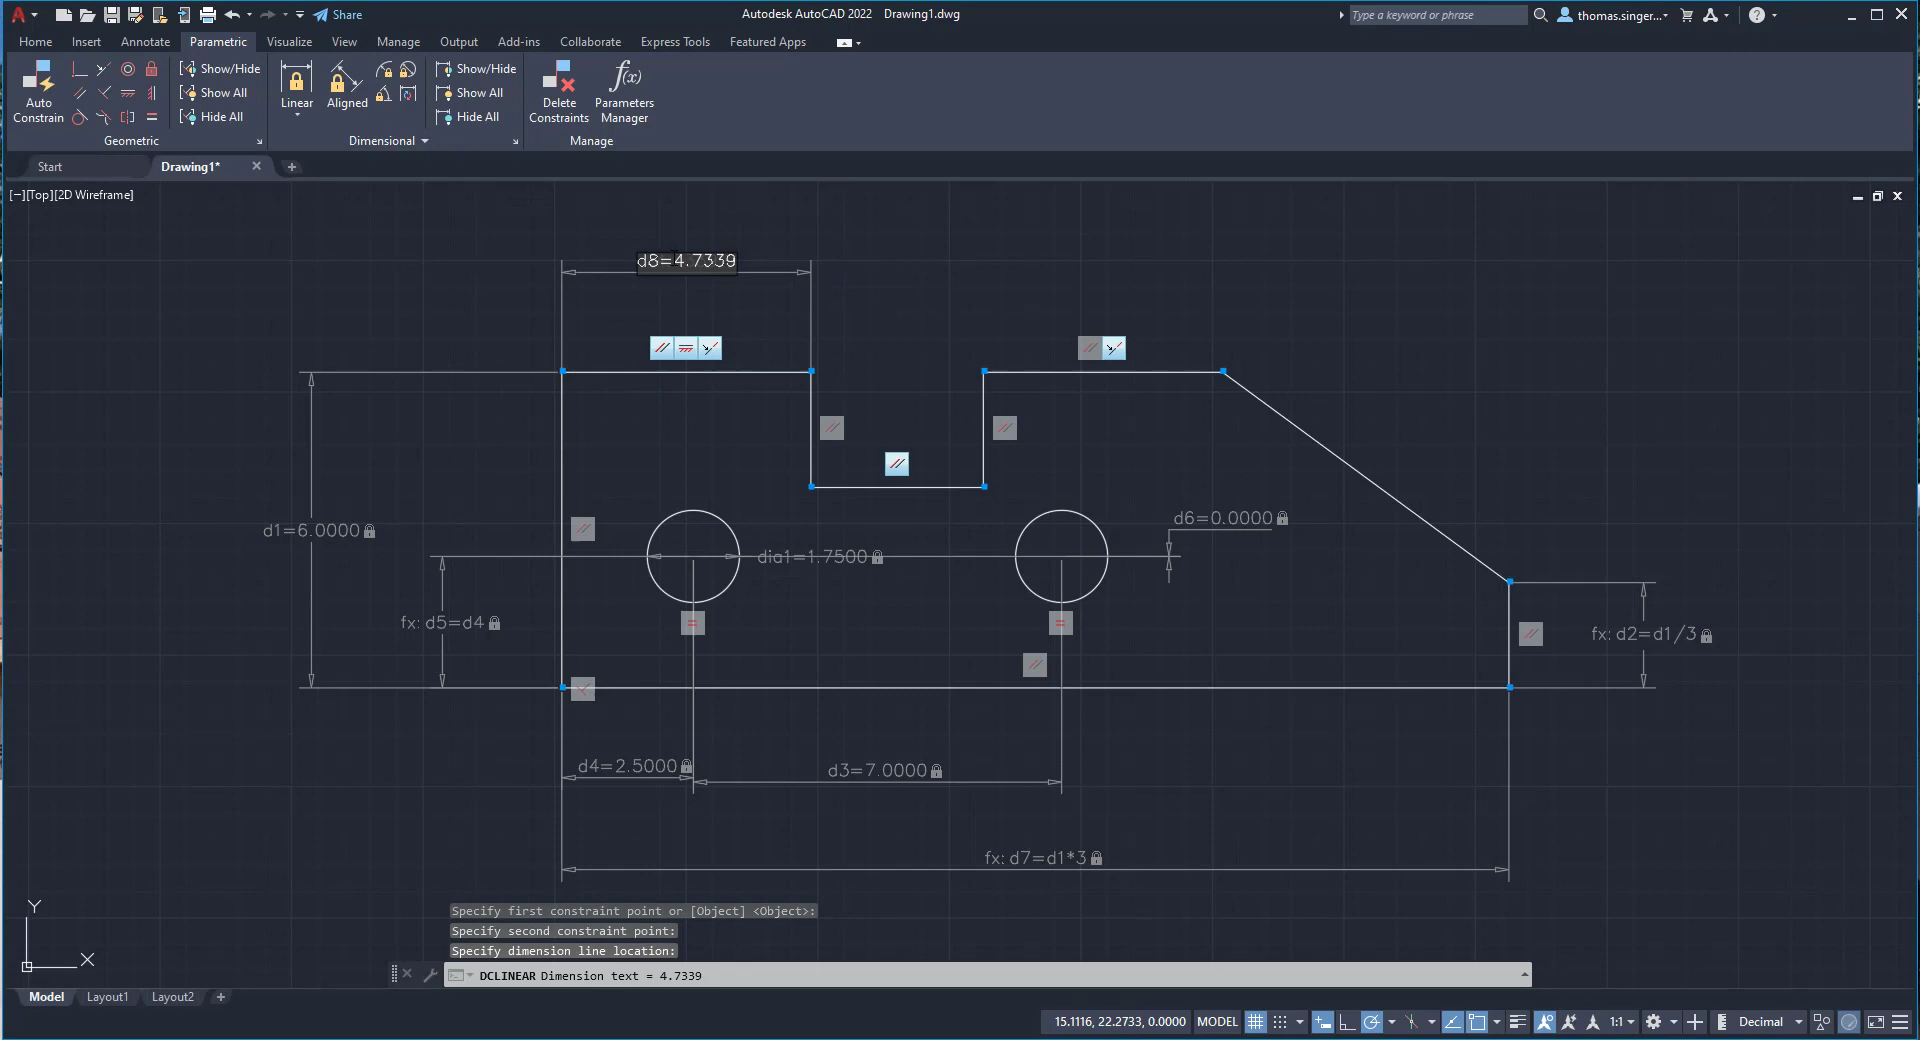 Share
Autodesk AutoCAD 2022 Drawing1.dwg
Type a keyword or phrase
thomas.singer...
Home Insert Annotate Parametric Visualize View Manage Output Add-ins Collaborate Express Tools Featured Apps
Auto
Constrain
Show/Hide
Show All
Hide All
Geometric
Linear
Aligned
Show/Hide
Show All
Hide All
Dimensional
Delete
Constraints
Parameters
Manager
Manage
Start
Drawing1*
[−][Top][2D Wireframe]
d8=4.7339
d1=6.0000
d6=0.0000
dia1=1.7500
fx: d5=d4
fx: d2=d1/3
d4=2.5000
d3=7.0000
fx: d7=d1*3
Y
X
Specify first constraint point or [Object] <Object>:
Specify second constraint point:
Specify dimension line location:
DCLINEAR Dimension text = 4.7339
Model Layout1 Layout2
15.1116, 22.2733, 0.0000 MODEL 1:1 Decimal